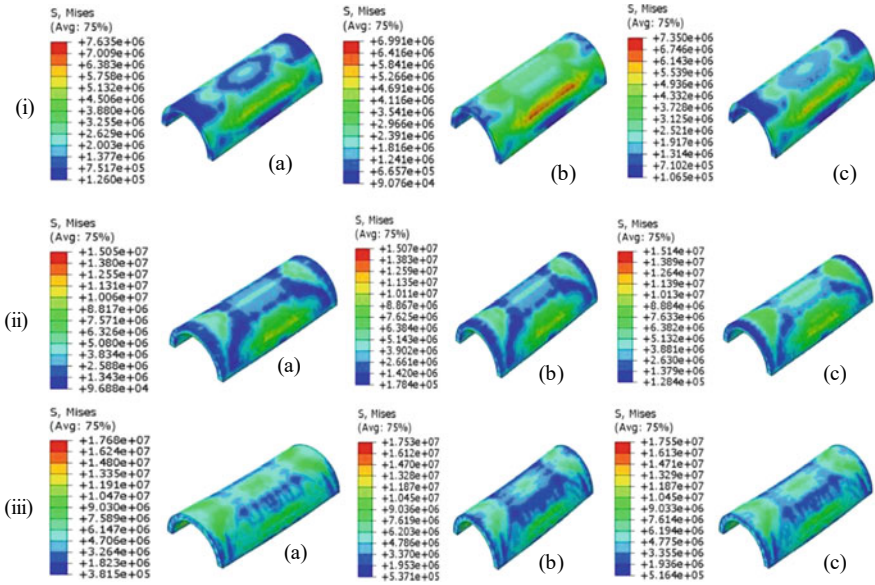 S, Mises
(Avg: 75%)
+7.635e+06
+7.009e+06
+6.383e+06
+5.758e+06
+5.132e+06
+4.506e+06
+3.880e+06
+3.255e+06
+2.629e+06
+2.003e+06
+1.377e+06
+7.517e+05
+1.260e+05
(a)
S, Mises
(Avg: 75%)
+6.991e+06
+6.416e+06
+5.841e+06
+5.266e+06
+4.691e+06
+4.116e+06
+3.541e+06
+2.966e+06
+2.391e+06
+1.816e+06
+1.241e+06
+6.657e+05
+9.076e+04
(b)
S, Mises
(Avg: 75%)
+7.350e+06
+6.746e+06
+6.143e+06
+5.539e+06
+4.936e+06
+4.332e+06
+3.728e+06
+3.125e+06
+2.521e+06
+1.917e+06
+1.314e+06
+7.102e+05
+1.065e+05
(c)
(i)
S, Mises
(Avg: 75%)
+1.505e+07
+1.380e+07
+1.255e+07
+1.131e+07
+1.006e+07
+8.817e+06
+7.571e+06
+6.326e+06
+5.080e+06
+3.834e+06
+2.588e+06
+1.343e+06
+9.688e+04
(a)
S, Mises
(Avg: 75%)
+1.507e+07
+1.383e+07
+1.259e+07
+1.135e+07
+1.011e+07
+8.867e+06
+7.625e+06
+6.384e+06
+5.143e+06
+3.902e+06
+2.661e+06
+1.420e+06
+1.784e+05
(b)
S, Mises
(Avg: 75%)
+1.514e+07
+1.389e+07
+1.264e+07
+1.139e+07
+1.013e+07
+8.884e+06
+7.633e+06
+6.382e+06
+5.132e+06
+3.881e+06
+2.630e+06
+1.379e+06
+1.284e+05
(c)
(ii)
S, Mises
(Avg: 75%)
+1.768e+07
+1.624e+07
+1.480e+07
+1.335e+07
+1.191e+07
+1.047e+07
+9.030e+06
+7.589e+06
+6.147e+06
+4.706e+06
+3.264e+06
+1.823e+06
+3.815e+05
(a)
S, Mises
(Avg: 75%)
+1.753e+07
+1.612e+07
+1.470e+07
+1.328e+07
+1.187e+07
+1.045e+07
+9.036e+06
+7.619e+06
+6.203e+06
+4.786e+06
+3.370e+06
+1.953e+06
+5.371e+05
(b)
S, Mises
(Avg: 75%)
+1.755e+07
+1.613e+07
+1.471e+07
+1.329e+07
+1.187e+07
+1.045e+07
+9.033e+06
+7.614e+06
+6.194e+06
+4.775e+06
+3.355e+06
+1.936e+06
+5.164e+05
(c)
(iii)